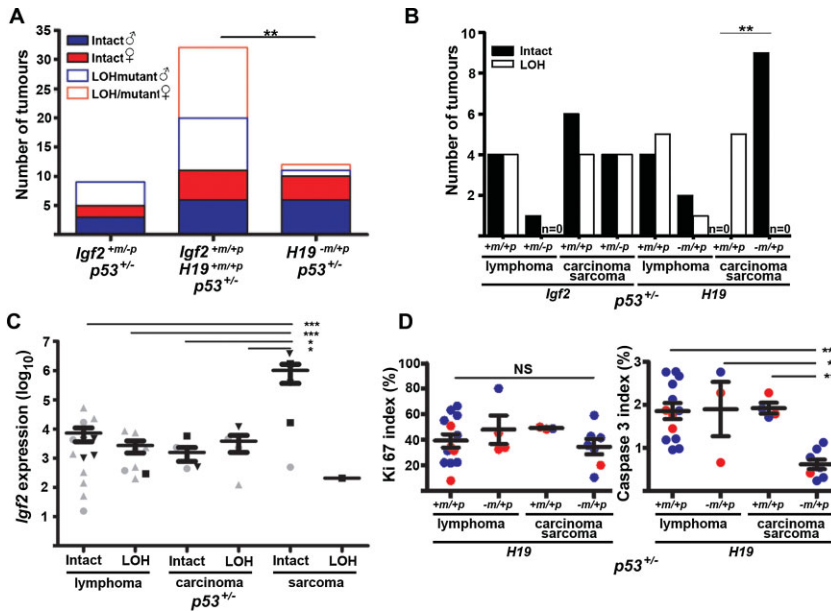 A
Number of tumours
35
30
25
20
15
10
5
Intact♂
Intact♀
LOHmutant♂
LOH/mutant♀
**
Igf2 +m/-p
p53+/-
Igf2 +m/+p
H19 +m/+p
p53+/-
H19 -m/+p
p53+/-
B
Number of tumours
10
8
6
4
2
0
Intact
LOH
**
n=0
n=0
n=0
+m/+p +m/-p +m/+p +m/-p +m/+p -m/+p +m/+p -m/+p
lymphoma carcinoma lymphoma carcinoma
sarcoma sarcoma
Igf2 p53+/- H19
C
Igf2 expression (log10)
7
6
5
4
3
2
1
***
***
*
*
Intact LOH Intact LOH Intact LOH
lymphoma carcinoma sarcoma
p53+/-
D
Ki 67 index (%)
100
80
60
40
20
0
NS
+m/+p -m/+p +m/+p -m/+p
lymphoma carcinoma
sarcoma
H19
Caspase 3 index (%)
3
2
1
0
+m/+p -m/+p +m/+p -m/+p
lymphoma carcinoma
sarcoma
p53+/- H19